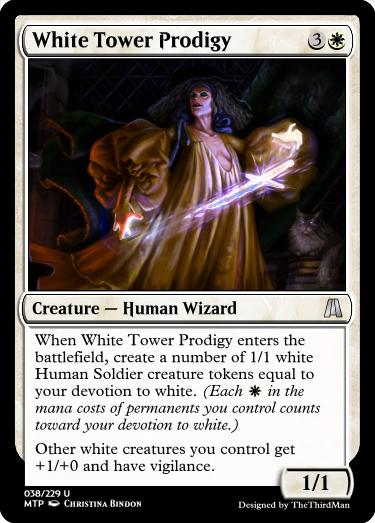 White Tower Prodigy 3
Creature — Human Wizard
When White Tower Prodigy enters the
battlefield, create a number of 1/1 white
Human Soldier creature tokens equal to
your devotion to white. (Each in the
mana costs of permanents you control counts
toward your devotion to white.)
Other white creatures you control get
+1/+0 and have vigilance.
1/1
038/229 U
MTP Christina Bindon
Designed by TheThirdMan